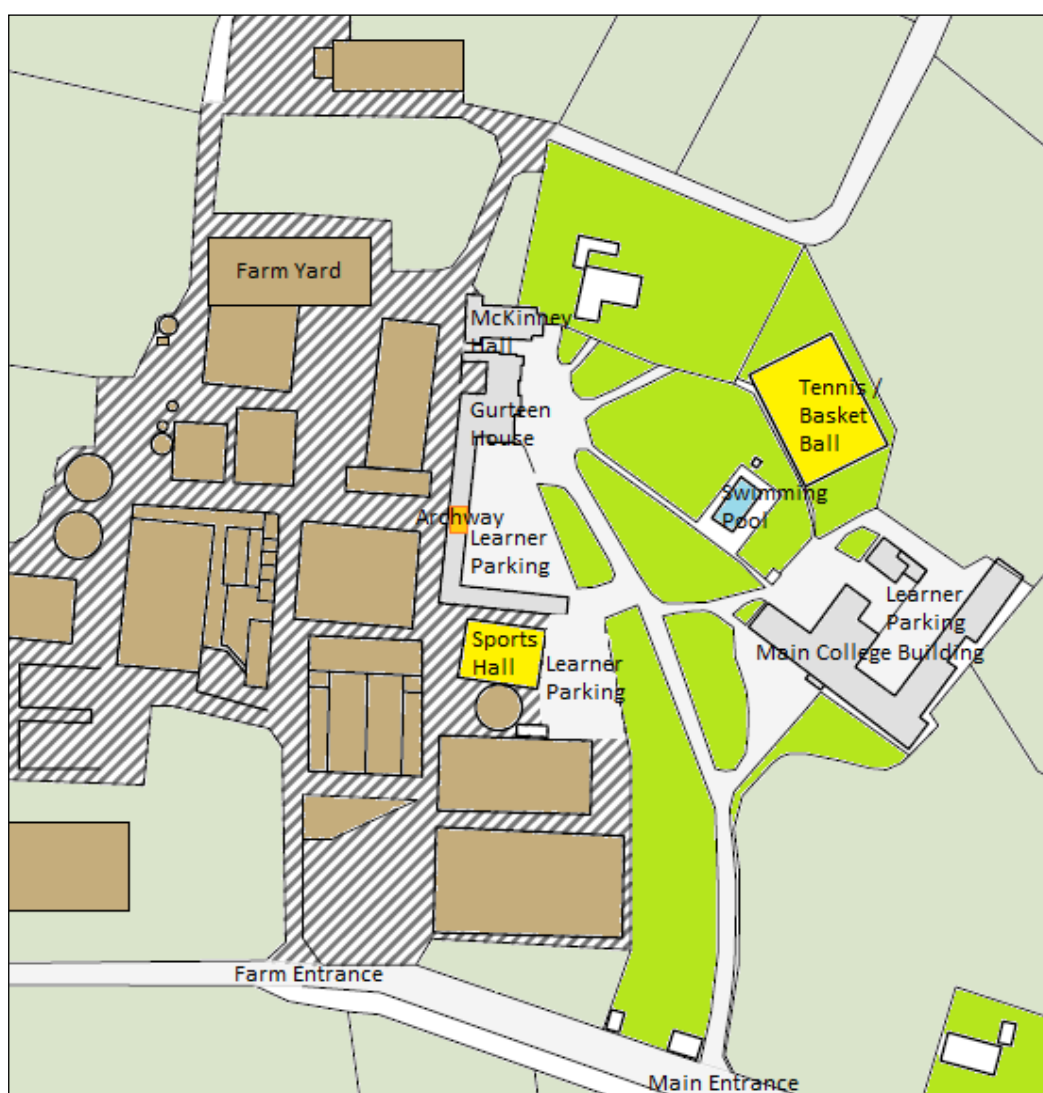 Farm Yard
McKinney
Hall
Tennis /
Basket
Ball
Gurteen
House
Swimming
Pool
Archway
Learner
Parking
Learner
Parking
Main College Building
Sports
Hall
Learner
Parking
Farm Entrance
Main Entrance